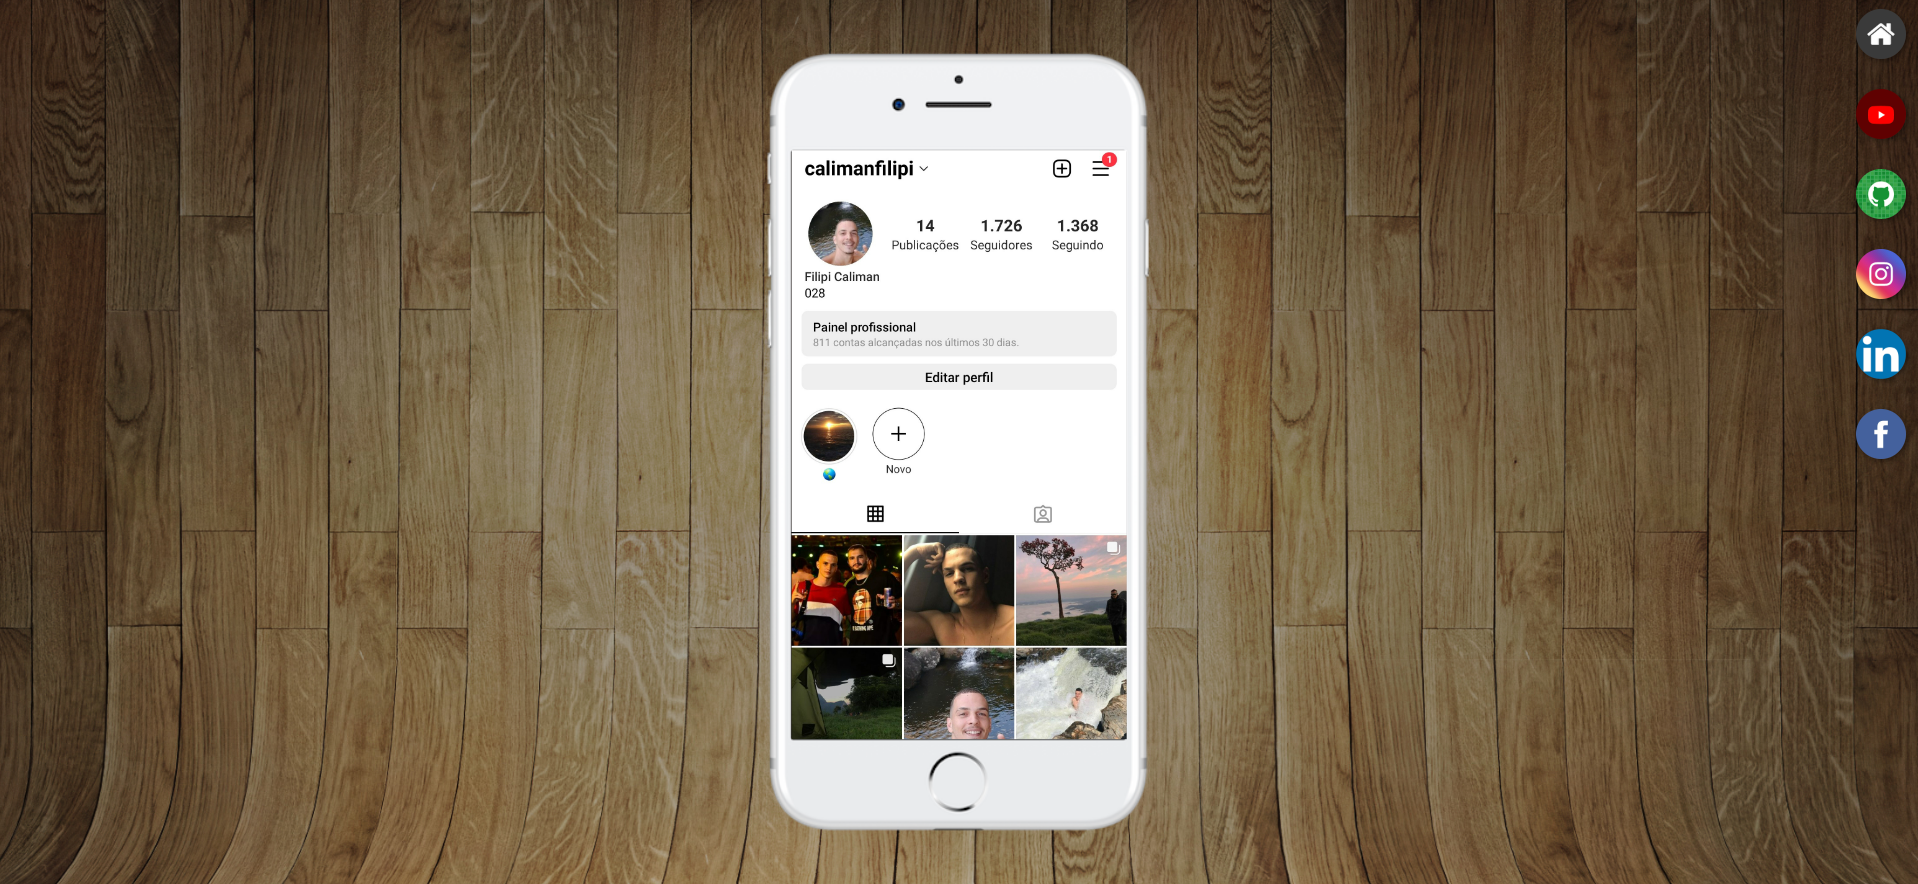 calimanfilipi
1
14
1.726
1.368
Publicações
Seguidores
Seguindo
Filipi Caliman
028
Painel profissional
811 contas alcançadas nos últimos 30 dias.
Editar perfil
Novo
in
f